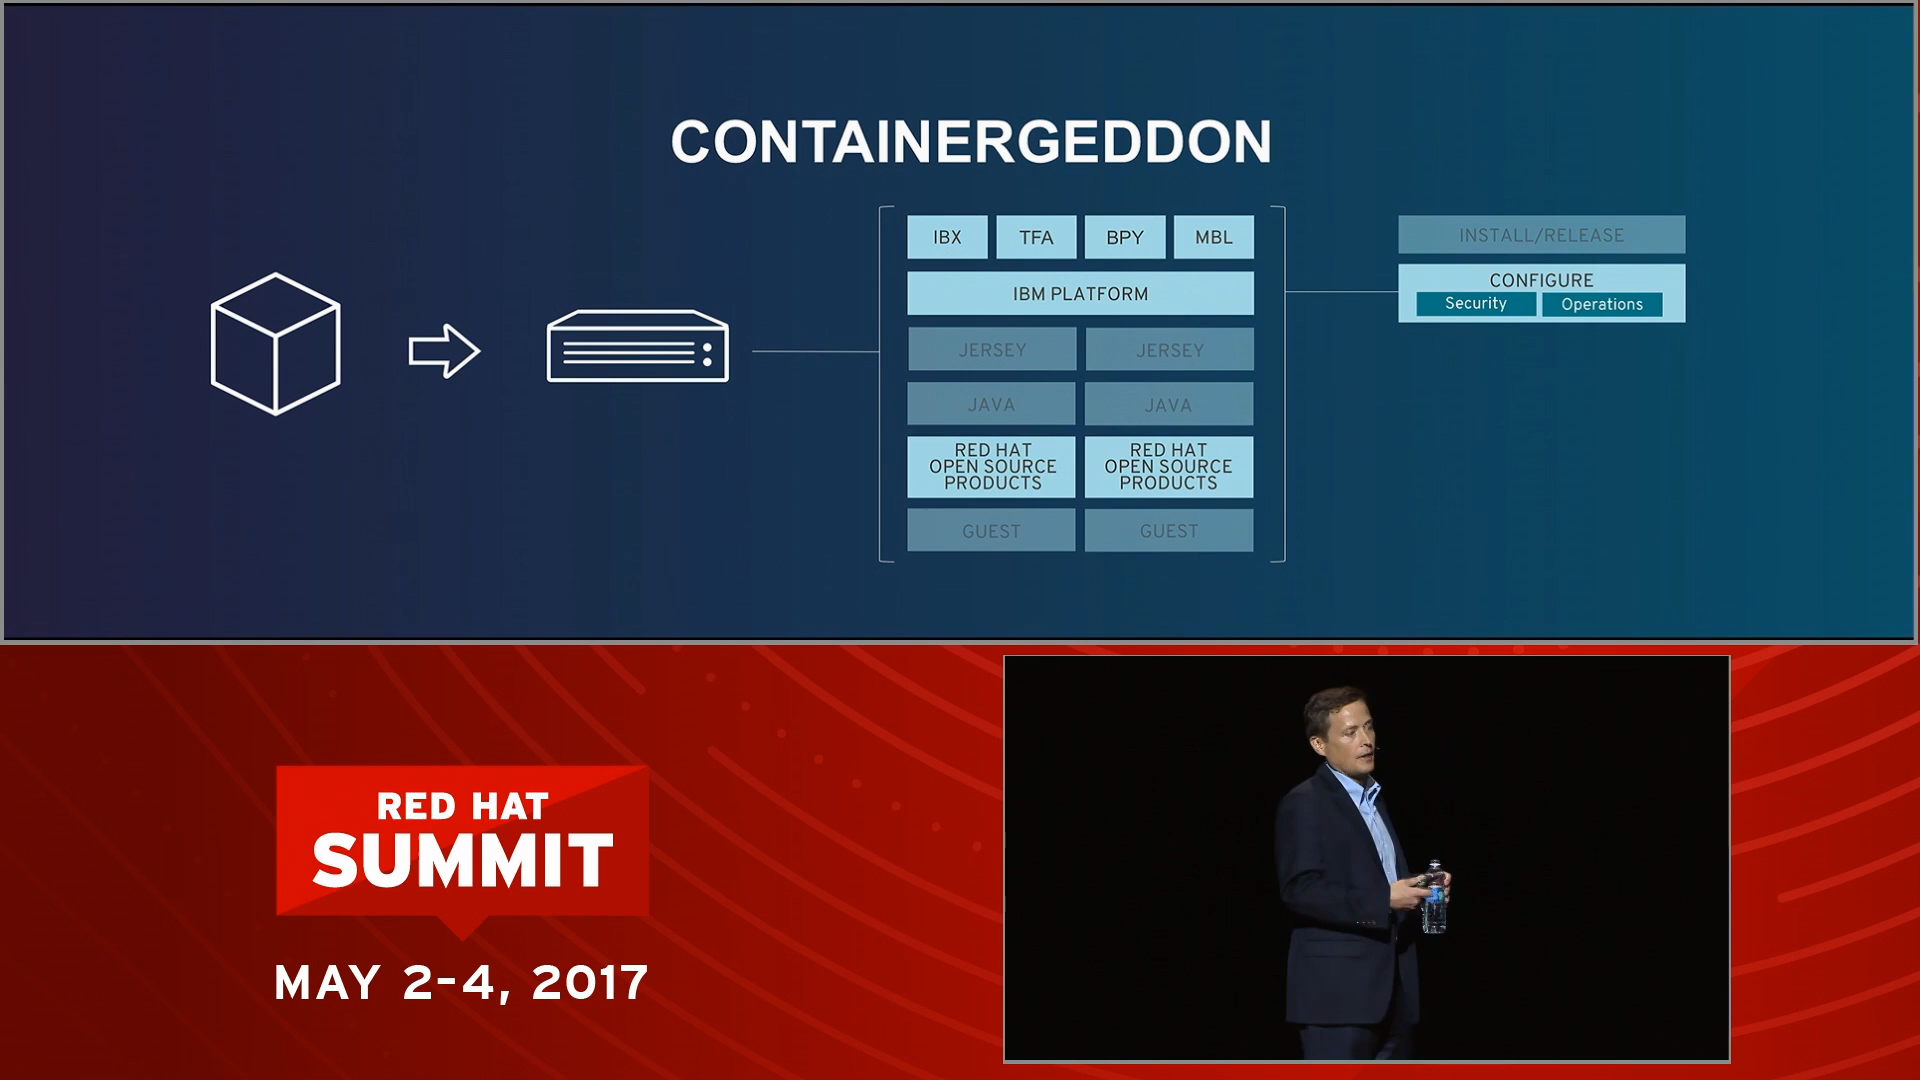 CONTAINERGEDDON
IBX TFA BPY MBL
IBM PLATFORM
JERSEY JERSEY
JAVA JAVA
RED HAT
OPEN SOURCE
PRODUCTS
RED HAT
OPEN SOURCE
PRODUCTS
GUEST GUEST
INSTALL/RELEASE
CONFIGURE
Security Operations
RED HAT
SUMMIT
MAY 2-4, 2017